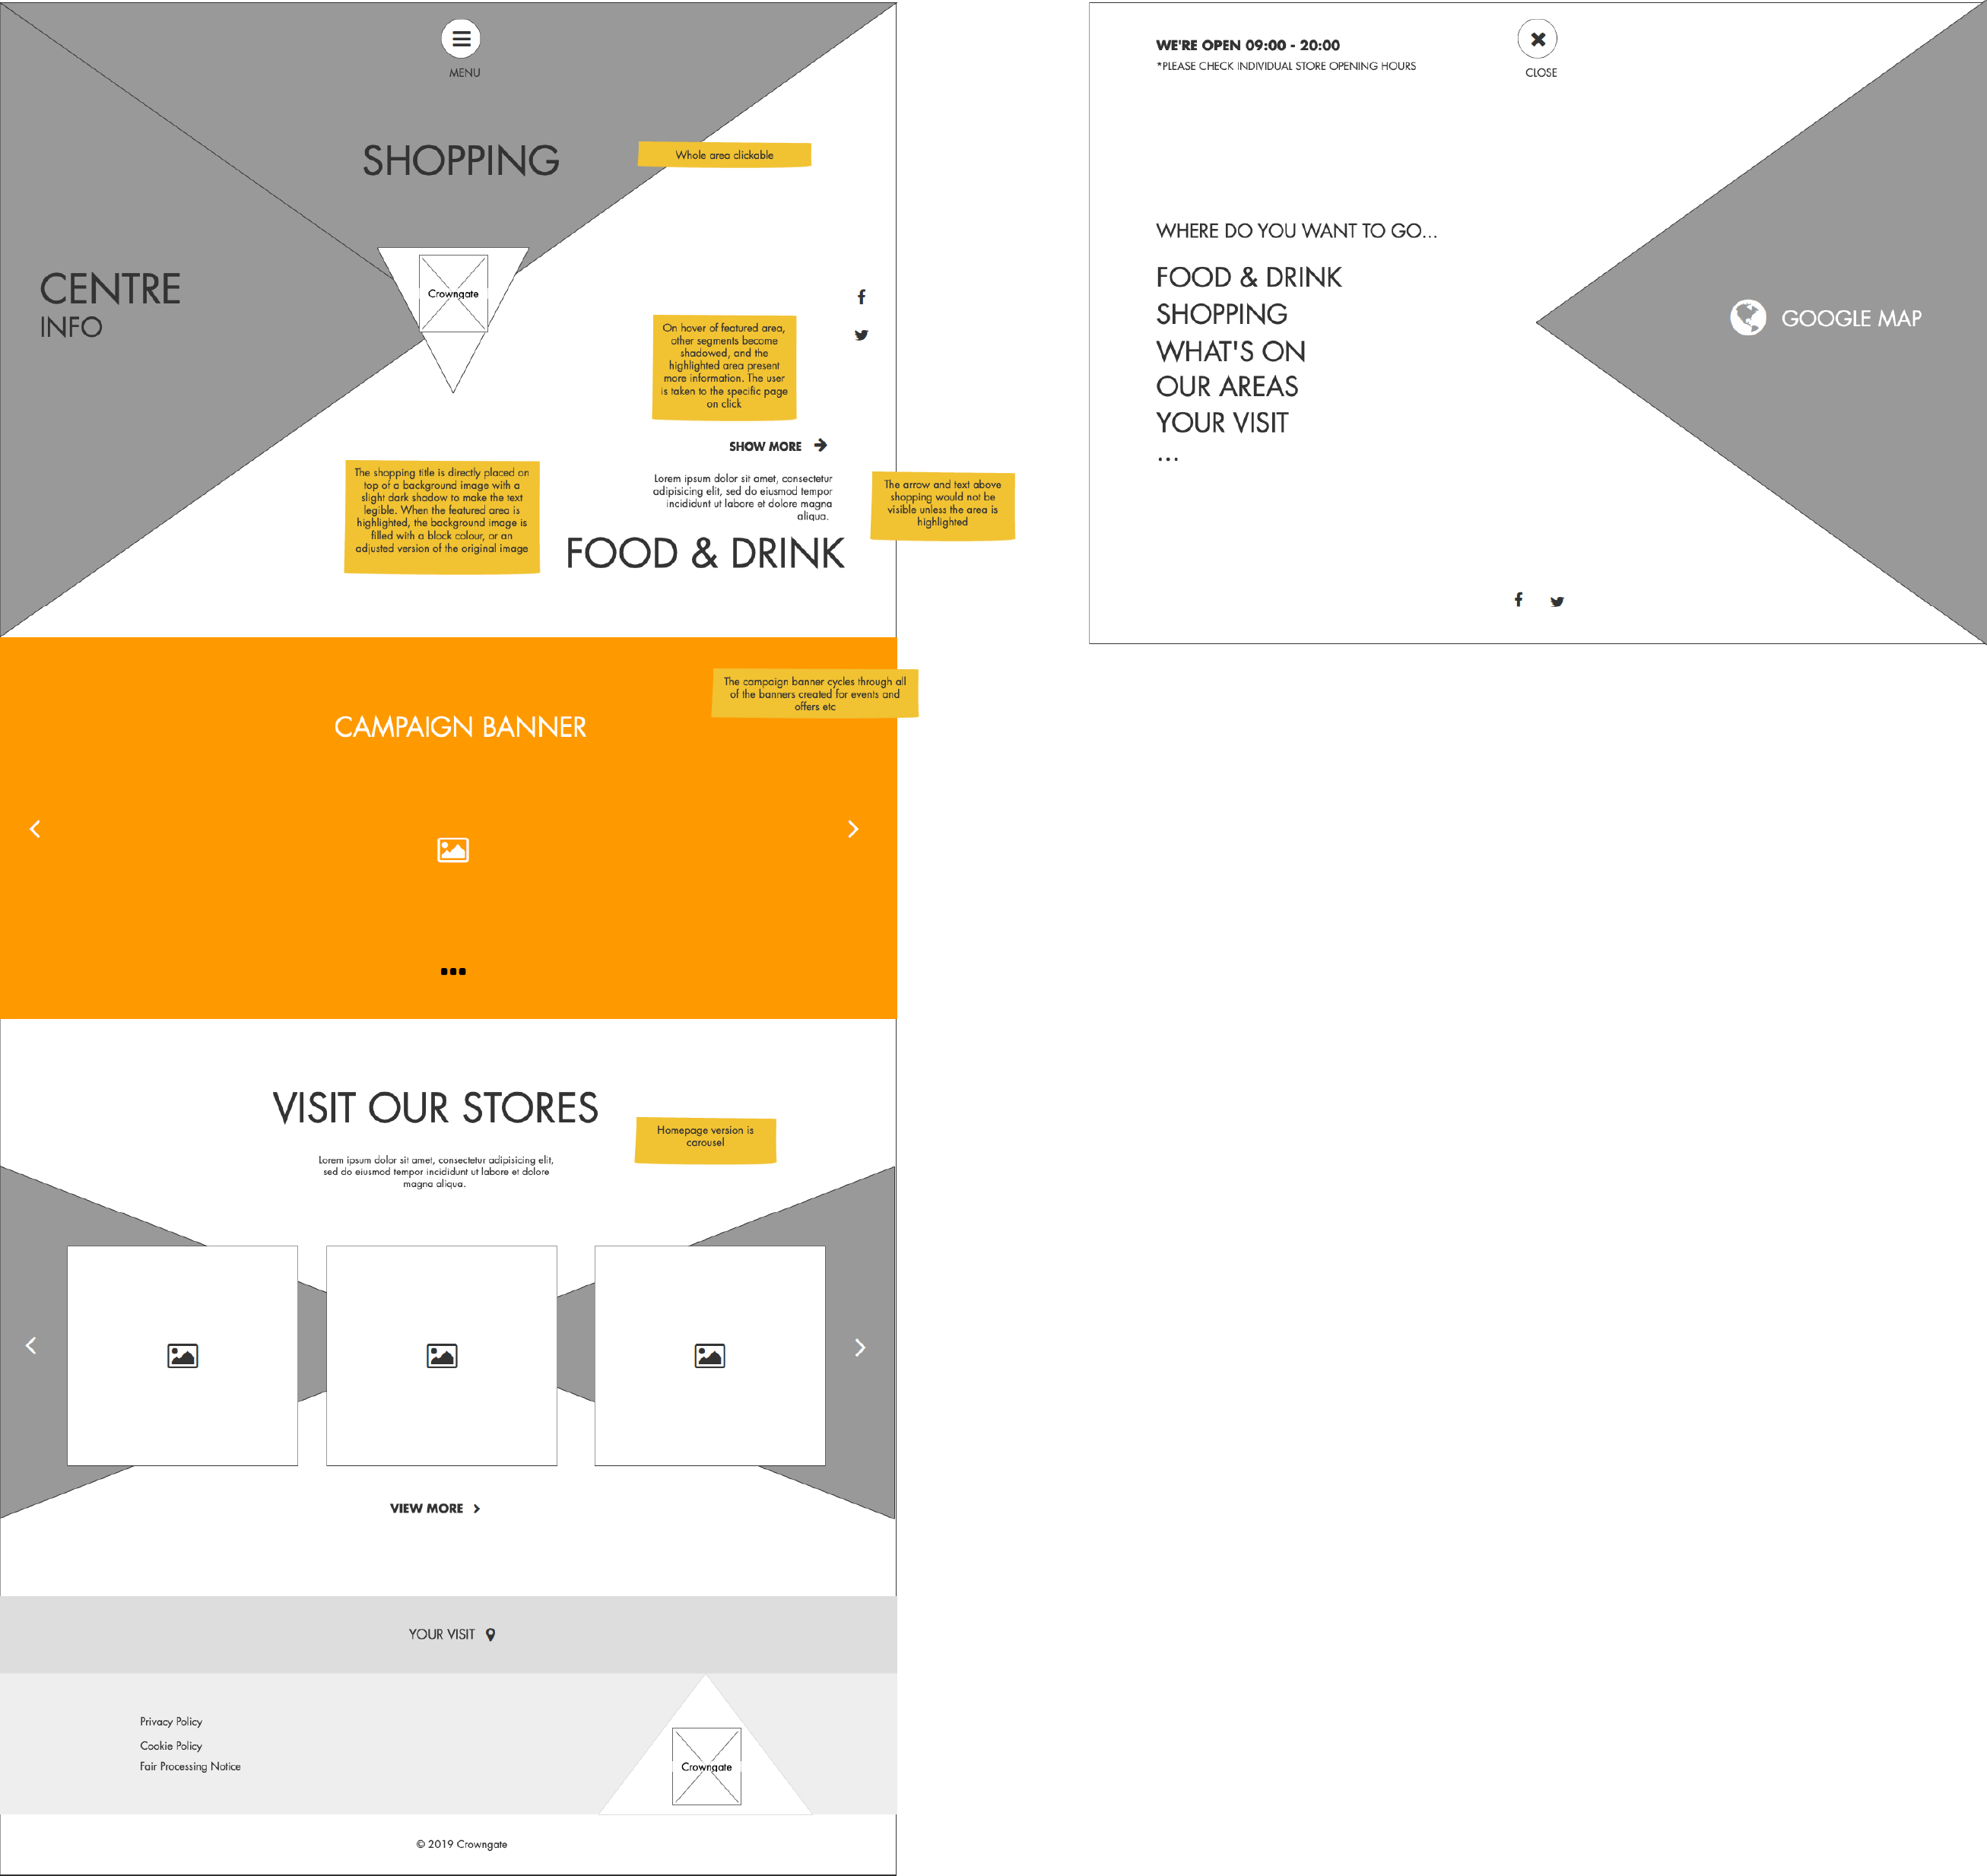 MENU
SHOPPING
Whole area clickable
CENTRE
INFO
Crowngate
On hover of featured area,
other segments become
shadowed, and the
highlighted area present
more information. The user
is taken to the specific page
on click
SHOW MORE
The shopping title is directly placed on
top of a background image with a
slight dark shadow to make the text
legible. When the featured area is
highlighted, the background image is
filled with a block colour, or an
adjusted version of the original image
Lorem ipsum dolor sit amet, consectetur
adipisicing elit, sed do eiusmod tempor
incididunt ut labore et dolore magna
aliqua.
The arrow and text above
shopping would not be
visible unless the area is
highlighted
FOOD & DRINK
The campaign banner cycles through all
of the banners created for events and
offers etc
CAMPAIGN BANNER
VISIT OUR STORES
Homepage version is
carousel
Lorem ipsum dolor sit amet, consectetur adipisicing elit,
sed do eiusmod tempor incididunt ut labore et dolore
magna aliqua.
VIEW MORE
YOUR VISIT
Privacy Policy
Cookie Policy
Fair Processing Notice
Crowngate
© 2019 Crowngate
WE'RE OPEN 09:00 - 20:00
*PLEASE CHECK INDIVIDUAL STORE OPENING HOURS
CLOSE
WHERE DO YOU WANT TO GO...
FOOD & DRINK
SHOPPING
WHAT'S ON
OUR AREAS
YOUR VISIT
...
GOOGLE MAP